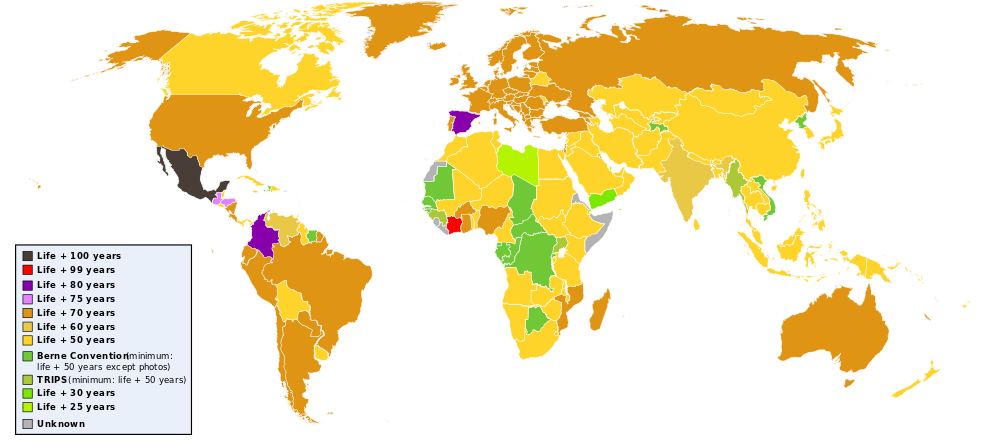 Life + 100 years
Life + 99 years
Life + 80 years
Life + 75 years
Life + 70 years
Life + 60 years
Life + 50 years
Berne Convention (minimum:
life + 50 years except photos)
TRIPS (minimum: life + 50 years)
Life + 30 years
Life + 25 years
Unknown